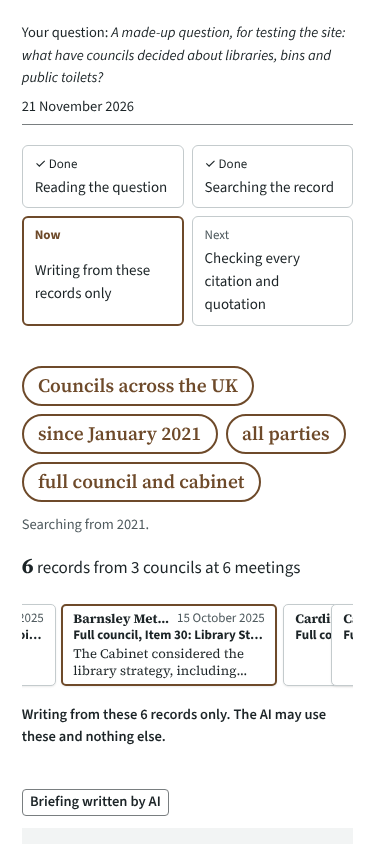 Your question: A made-up question, for testing the site:
what have councils decided about libraries, bins and
public toilets?
21 November 2026
✓ Done
Reading the question
✓ Done
Searching the record
Now
Writing from these
records only
Next
Checking every
citation and
quotation
Councils across the UK
since January 2021
all parties
full council and cabinet
Searching from 2021.
6 records from 3 councils at 6 meetings
2025
Barnsley Met... 15 October 2025
Full council, Item 30: Library St...
The Cabinet considered the
library strategy, including...
Cardi
Full co
Writing from these 6 records only. The AI may use
these and nothing else.
Briefing written by AI